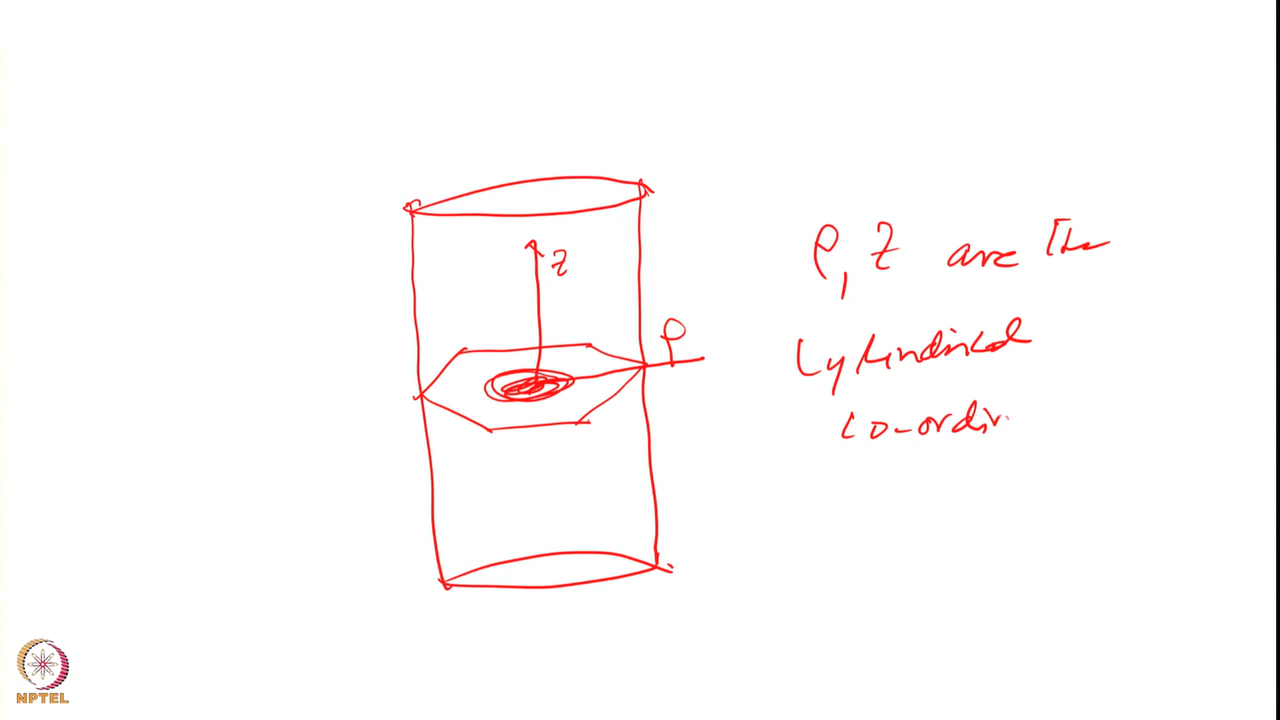 z
ρ
ρ, z are the
Cylindrical
co-ordi
NPTEL